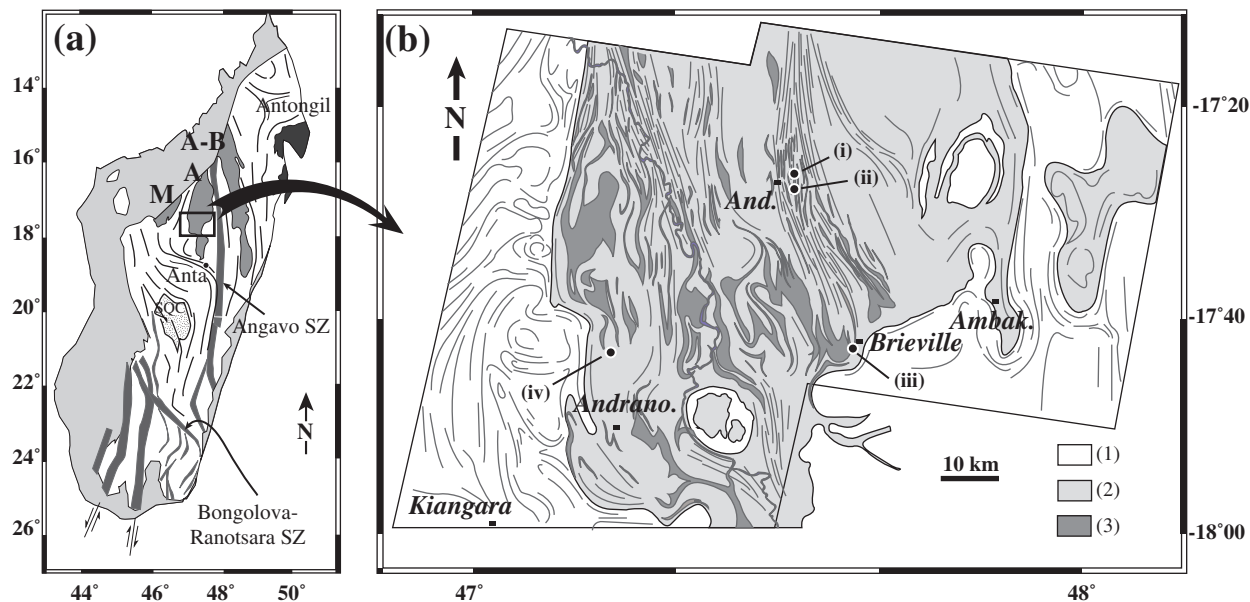 (a)
14°
16°
18°
20°
22°
24°
26°
44°
46°
48°
50°
Antongil
A-B
A
M
Anta
SQC
Angavo SZ
N
Bongolova-
Ranotsara SZ
(b)
N
-17°20
-17°40
-18°00
47°
48°
(i)
(ii)
And.
Ambak.
Brieville
(iii)
(iv)
Andrano.
Kiangara
10 km
(1)
(2)
(3)